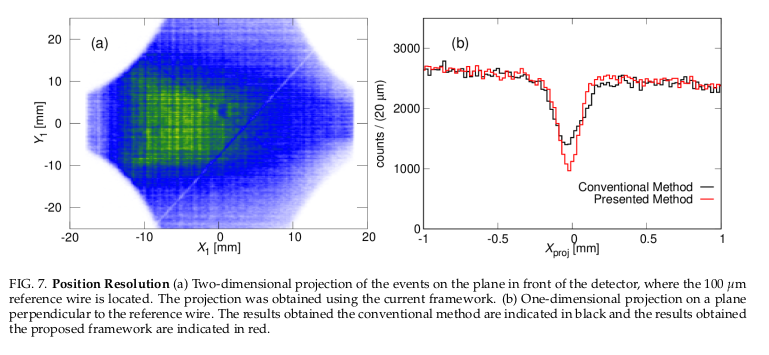 (a)
Y1 [mm]
20
10
0
-10
-20
-20
-10
0
10
20
X1 [mm]
(b)
counts / (20 μm)
3000
2000
1000
0
Conventional Method
Presented Method
-1
-0.5
0
0.5
1
Xproj [mm]
FIG. 7. Position Resolution (a) Two-dimensional projection of the events on the plane in front of the detector, where the 100 μm
reference wire is located. The projection was obtained using the current framework. (b) One-dimensional projection on a plane
perpendicular to the reference wire. The results obtained the conventional method are indicated in black and the results obtained
the proposed framework are indicated in red.